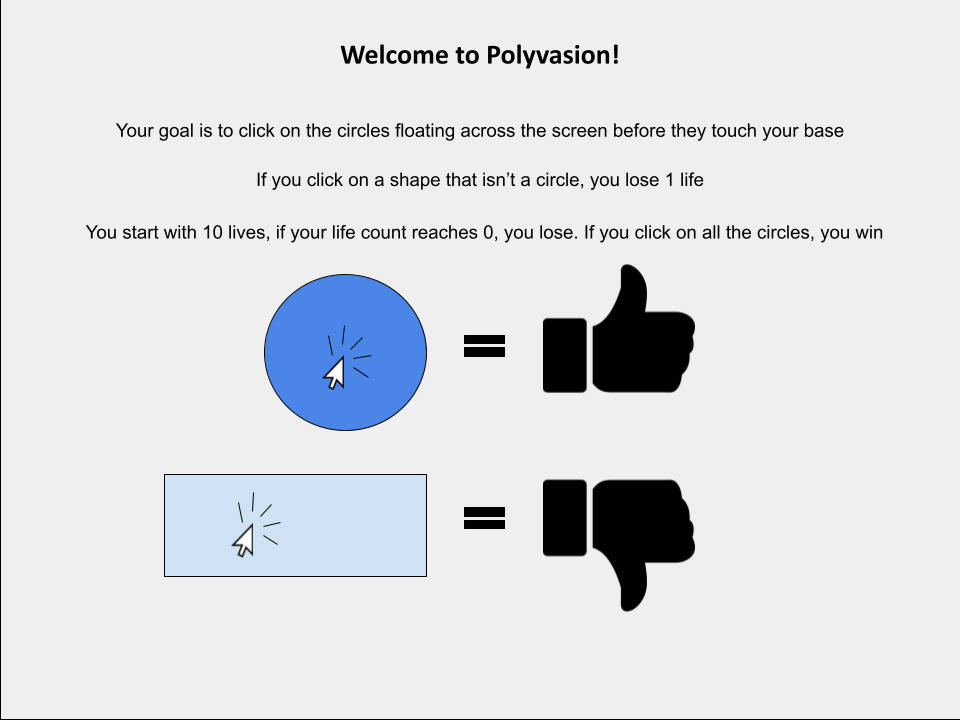 Welcome to Polyvasion!
Your goal is to click on the circles floating across the screen before they touch your base
If you click on a shape that isn’t a circle, you lose 1 life
You start with 10 lives, if your life count reaches 0, you lose. If you click on all the circles, you win